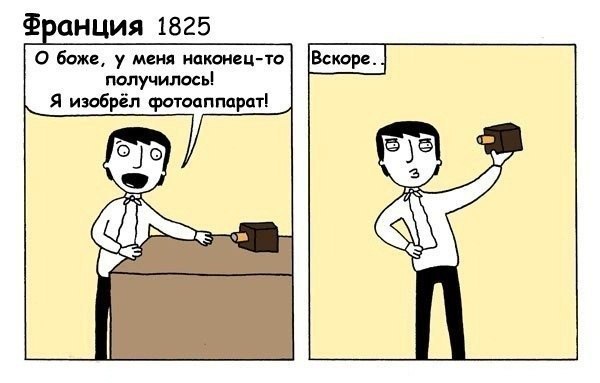 Франция 1825
О боже, у меня наконец-то
получилось!
Я изобрёл фотоаппарат!
Вскоре..